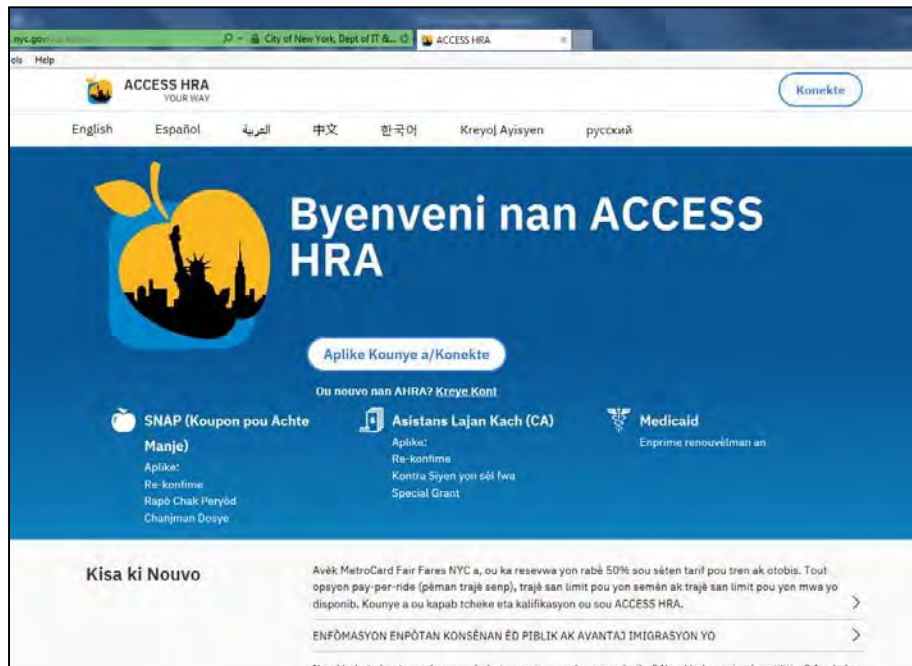 nyc.gov
City of New York, Dept of IT &...
ACCESS HRA
ols Help
ACCESS HRA
YOUR WAY
Konekte
English Español العربية 中文 한국어 Kreyol Ayisyen русский
Byenveni nan ACCESS
HRA
Aplike Kounye a/Konekte
Ou nouvo nan AHRA? Kreye Kont
SNAP (Koupon pou Achte
Manje)
Aplike:
Re-konfime
Rapò Chak Peryòd
Chanjman Dosye
Asistans Lajan Kach (CA)
Aplike:
Re-konfime
Kontra Siyen yon sèl fwa
Special Grant
Medicaid
Enprime renouvèlman an
Kisa ki Nouvo
Avèk MetroCard Fair Fares NYC a, ou ka resevwa yon rabè 50% sou sèten tarif pou tren ak otobis. Tout
opsyon pay-per-ride (pèman trajè senp), trajè san limit pou yon semèn ak trajè san limit pou yon mwa yo
disponib. Kounye a ou kapab tcheke eta kalifikasyon ou sou ACCESS HRA.
ENFÒMASYON ENPÒTAN KONSÈNAN ÈD PIBLIK AK AVANTAJ IMIGRASYON YO